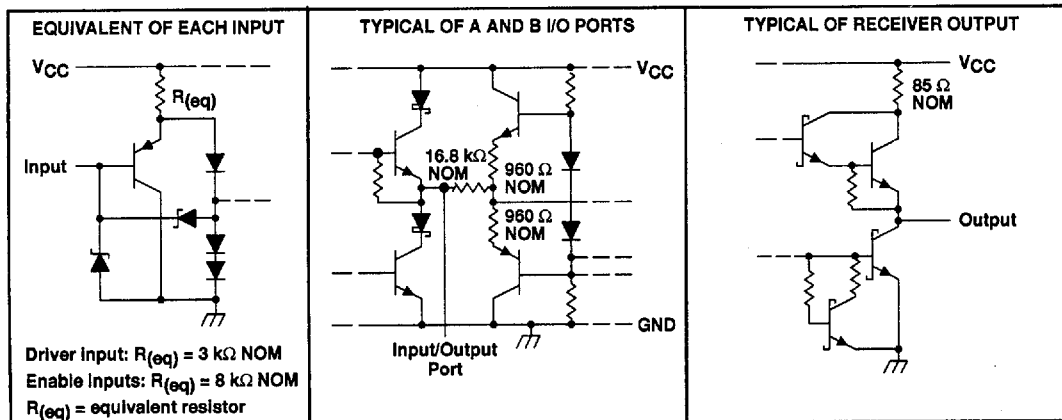 EQUIVALENT OF EACH INPUT
VCC
R(eq)
Input
Driver input: R(eq) = 3 kΩ NOM
Enable inputs: R(eq) = 8 kΩ NOM
R(eq) = equivalent resistor
TYPICAL OF A AND B I/O PORTS
VCC
16.8 kΩ
NOM
960 Ω
NOM
960 Ω
NOM
GND
Input/Output
Port
TYPICAL OF RECEIVER OUTPUT
VCC
85 Ω
NOM
Output